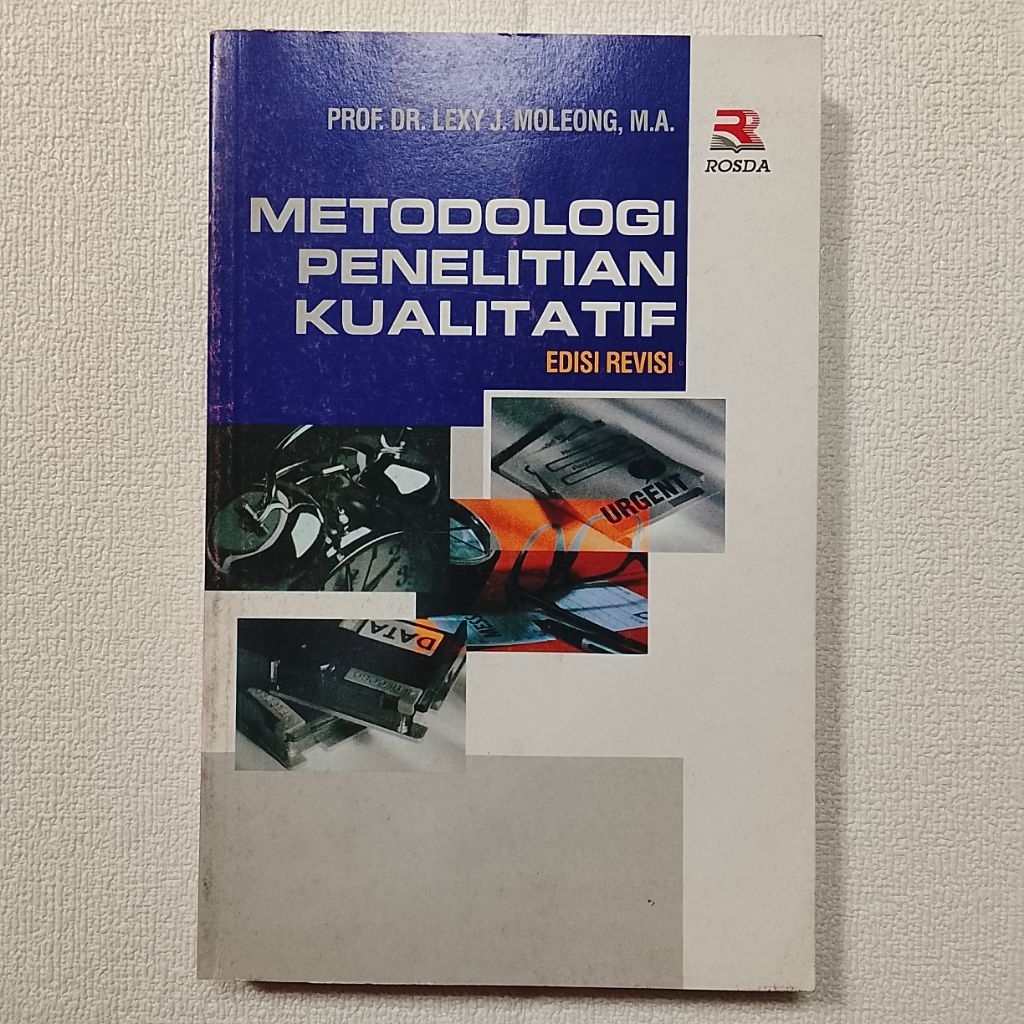 PROF. DR. LEXY J. MOLEONG, M.A.
ROSDA
METODOLOGI
PENELITIAN
KUALITATIF
EDISI REVISI
URGENT
DATA